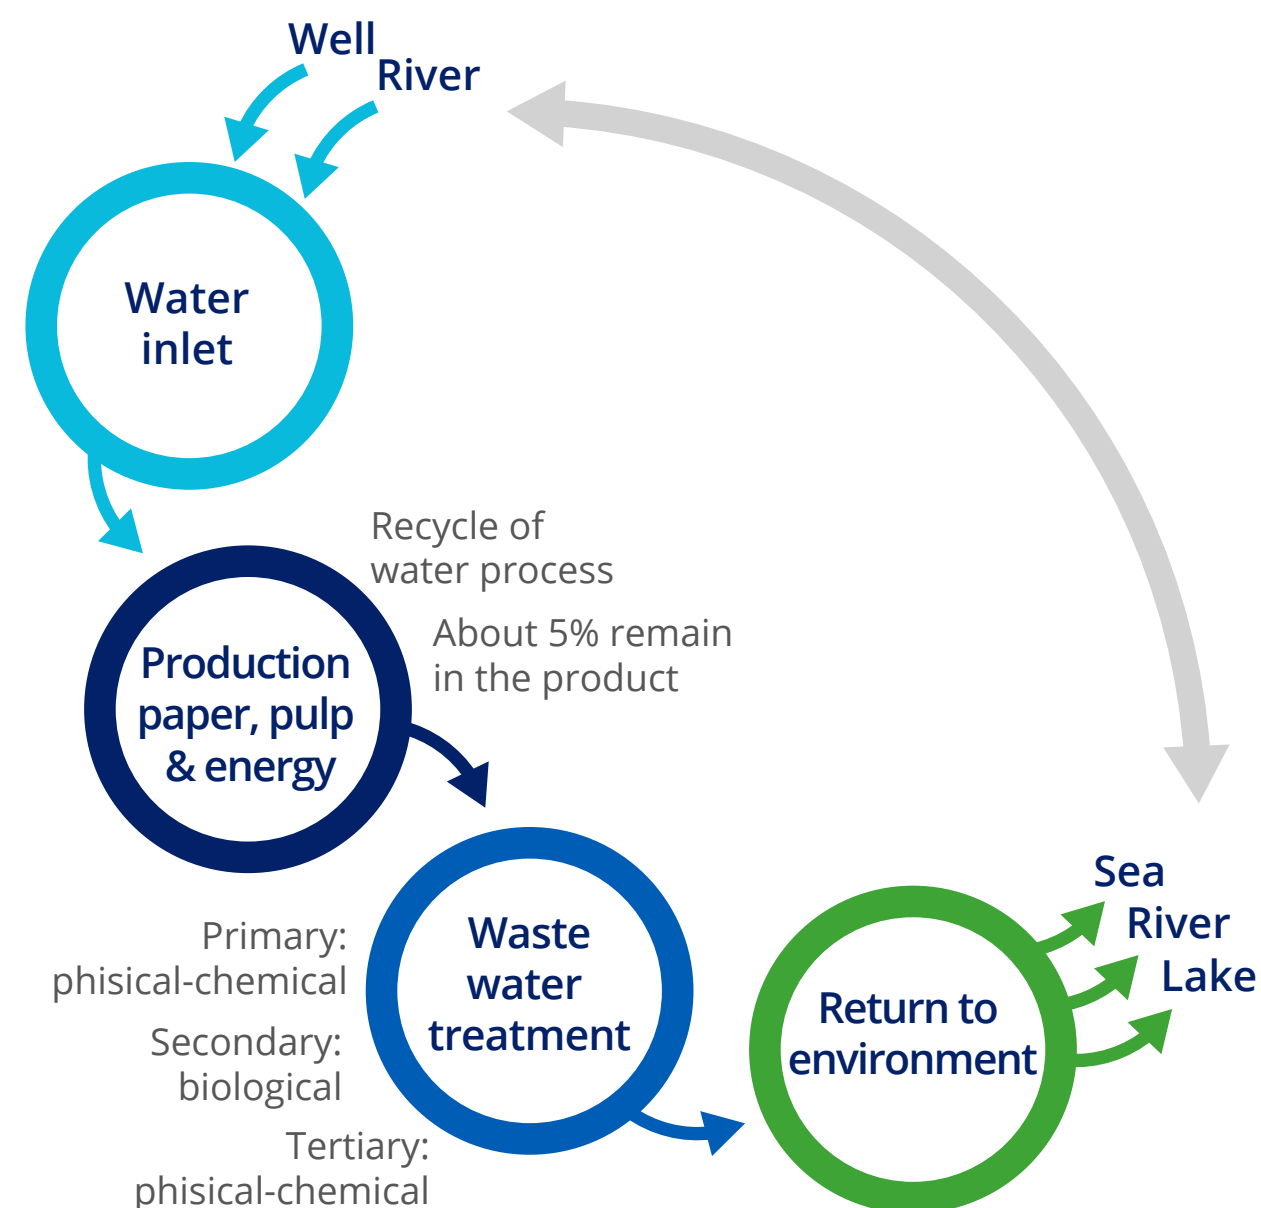 Well
River
Water
inlet
Recycle of
water process
About 5% remain
in the product
Production
paper, pulp
& energy
Waste
water
treatment
Primary:
phisical-chemical
Secondary:
biological
Tertiary:
phisical-chemical
Return to
environment
Sea
River
Lake